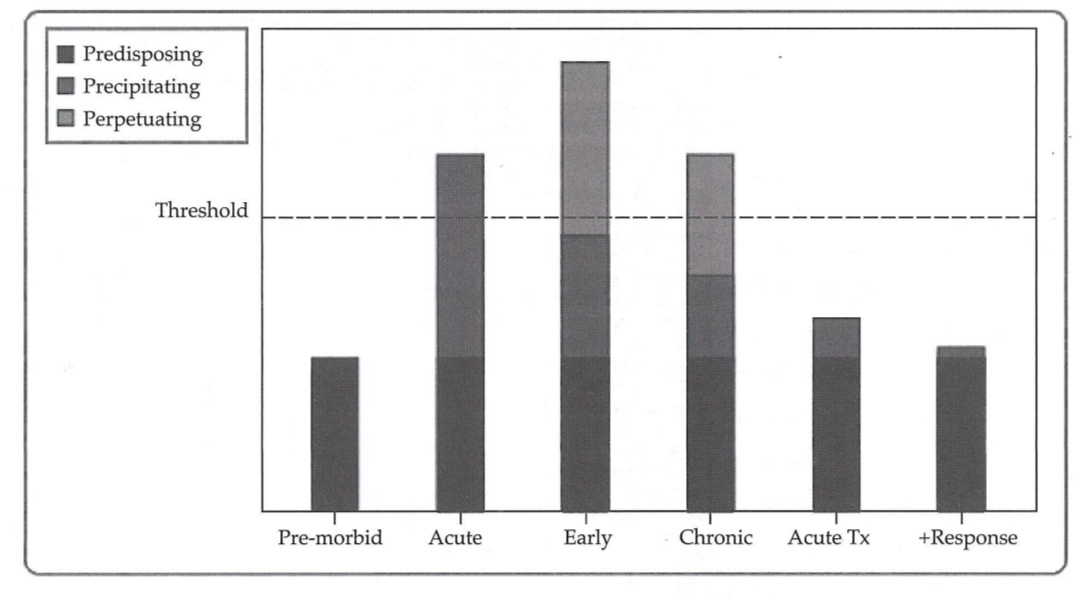 Predisposing
Precipitating
Perpetuating
Threshold
Pre-morbid Acute Early Chronic Acute Tx +Response